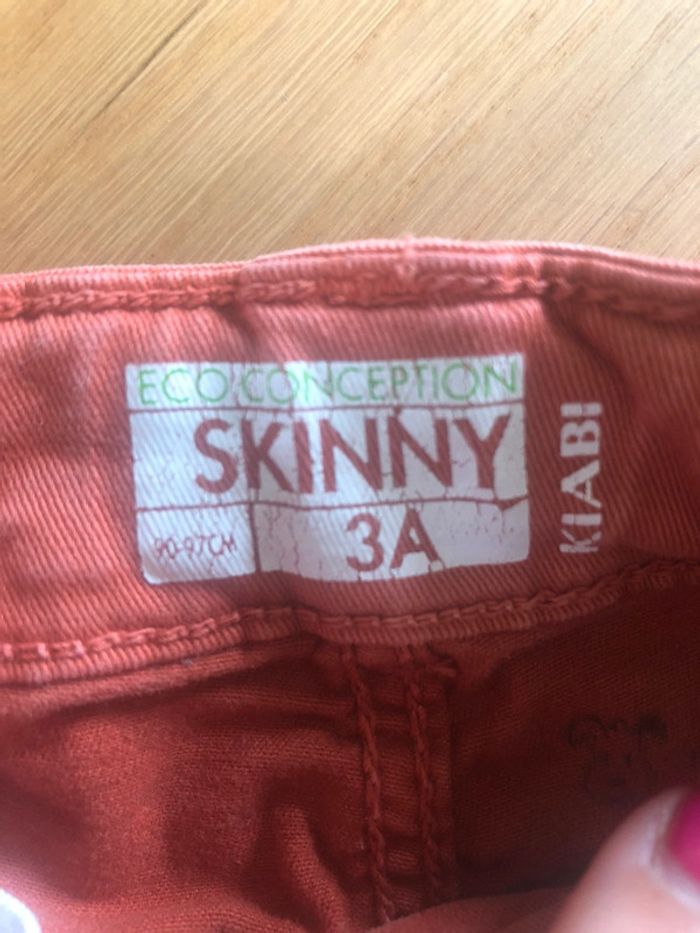 ECO CONCEPTION
SKINNY
90-97CM
3A
KIABI